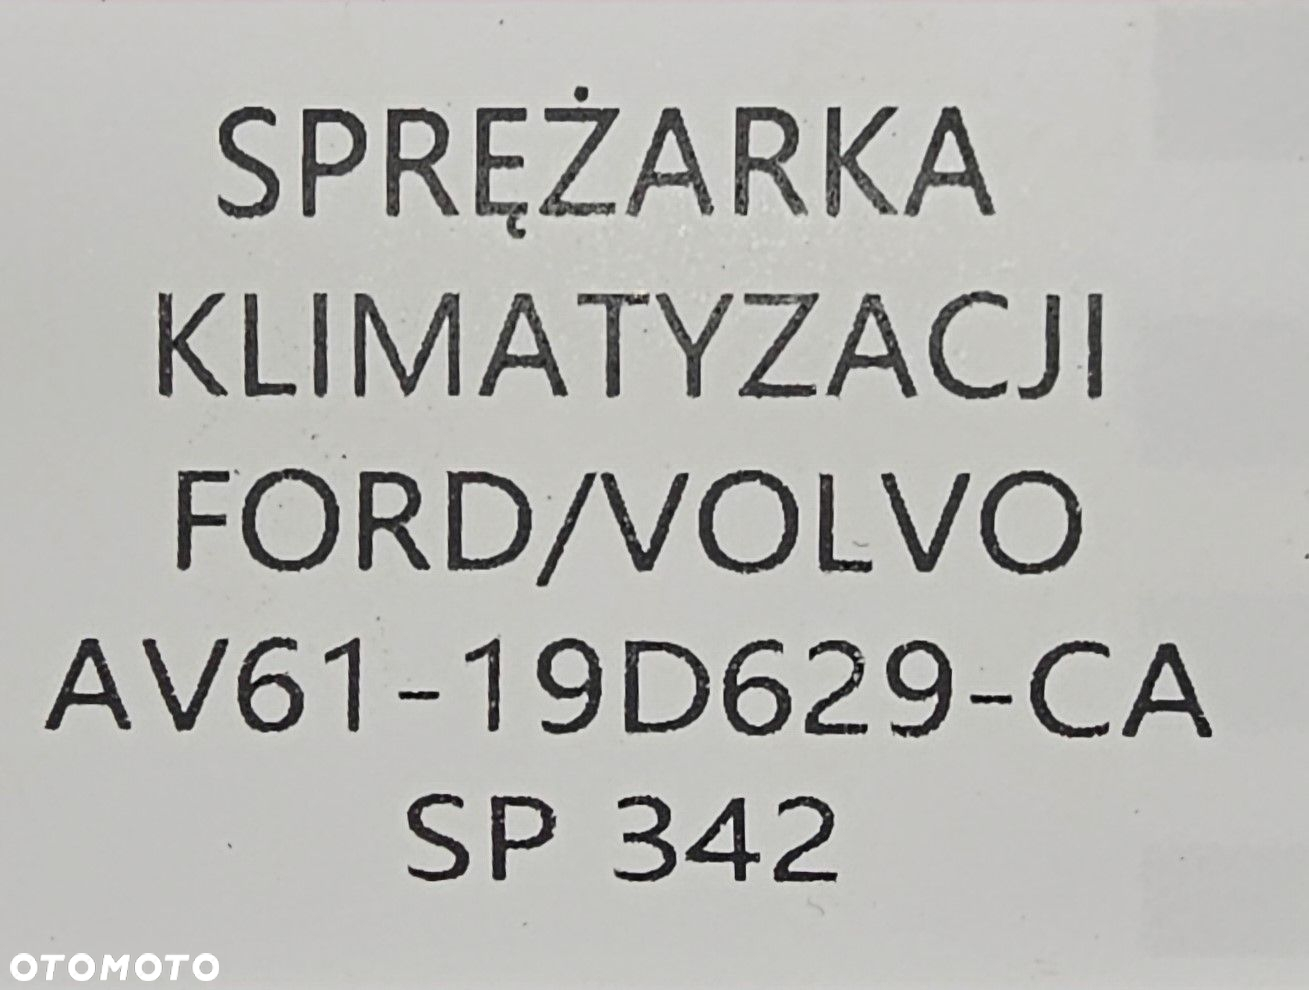 SPRĘŻARKA
KLIMATYZACJI
FORD/VOLVO
AV61-19D629-CA
SP 342
OTOMOTO